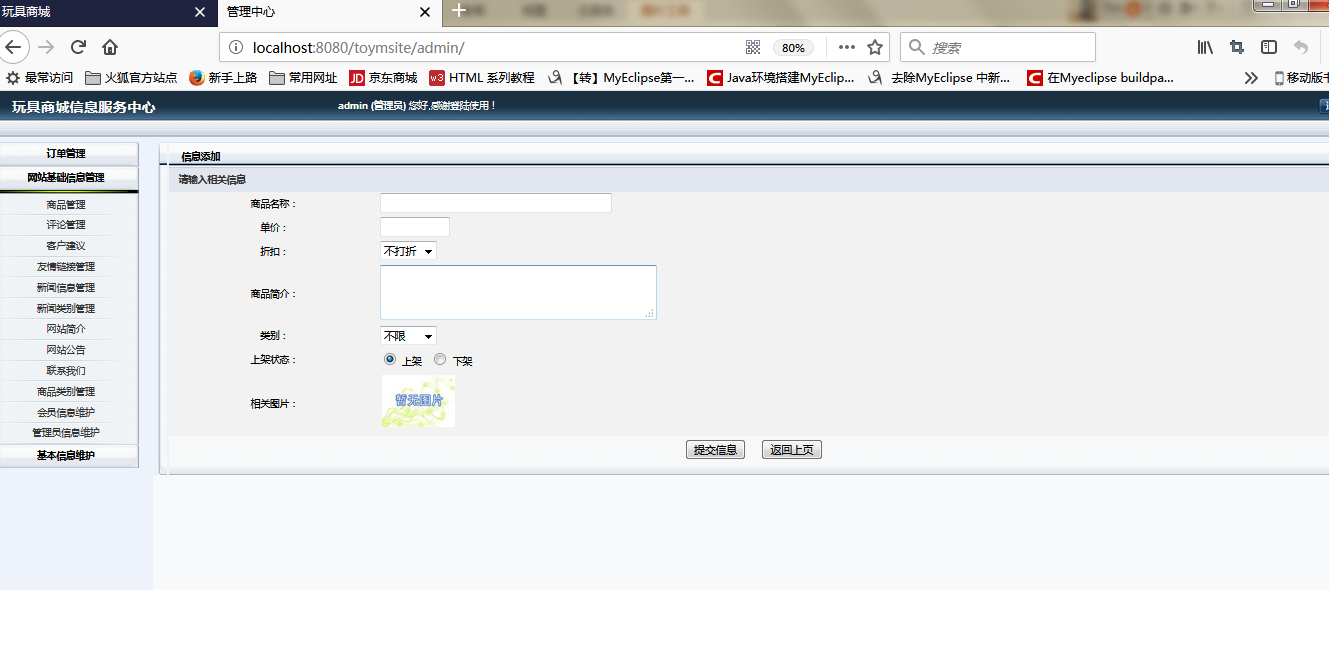 玩具商城
管理中心
localhost:8080/toymsite/admin/
80%
搜索
最常访问 火狐官方站点 新手上路 常用网址 JD 京东商城 w3 HTML 系列教程 【转】MyEclipse第一... C Java环境搭建MyEclip... 去除MyEclipse 中新... C 在Myeclipse buildpa... 移动版书
玩具商城信息服务中心
admin (管理员) 您好,感谢登陆使用！
订单管理
网站基础信息管理
商品管理
评论管理
客户建议
友情链接管理
新闻信息管理
新闻类别管理
网站简介
网站公告
联系我们
商品类别管理
会员信息维护
管理员信息维护
基本信息维护
信息添加
请输入相关信息
商品名称：
单价：
折扣： 不打折
商品简介：
类别： 不限
上架状态： 上架 下架
相关图片： 暂无图片
提交信息 返回上页